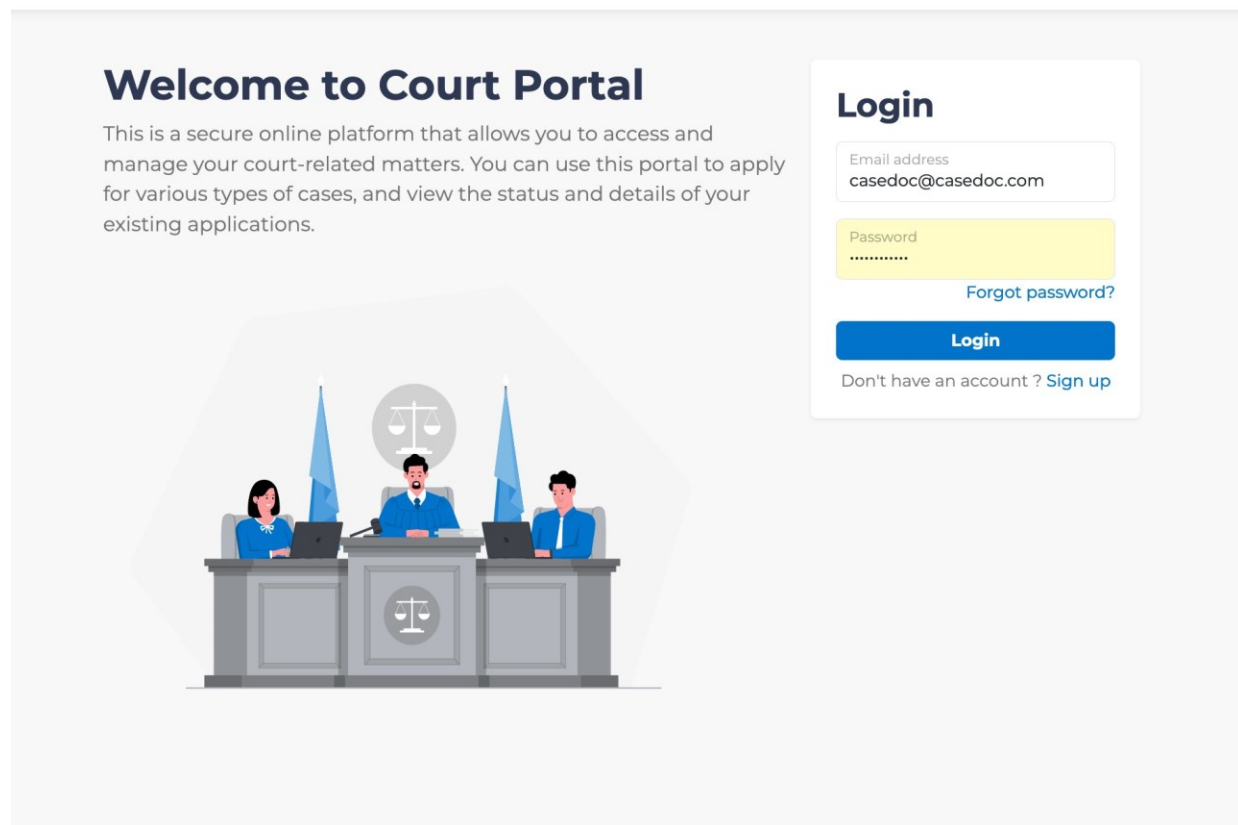 Welcome to Court Portal
This is a secure online platform that allows you to access and
manage your court-related matters. You can use this portal to apply
for various types of cases, and view the status and details of your
existing applications.
Login
Email address
casedoc@casedoc.com
Password
••••••••••••
Forgot password?
Login
Don't have an account ? Sign up